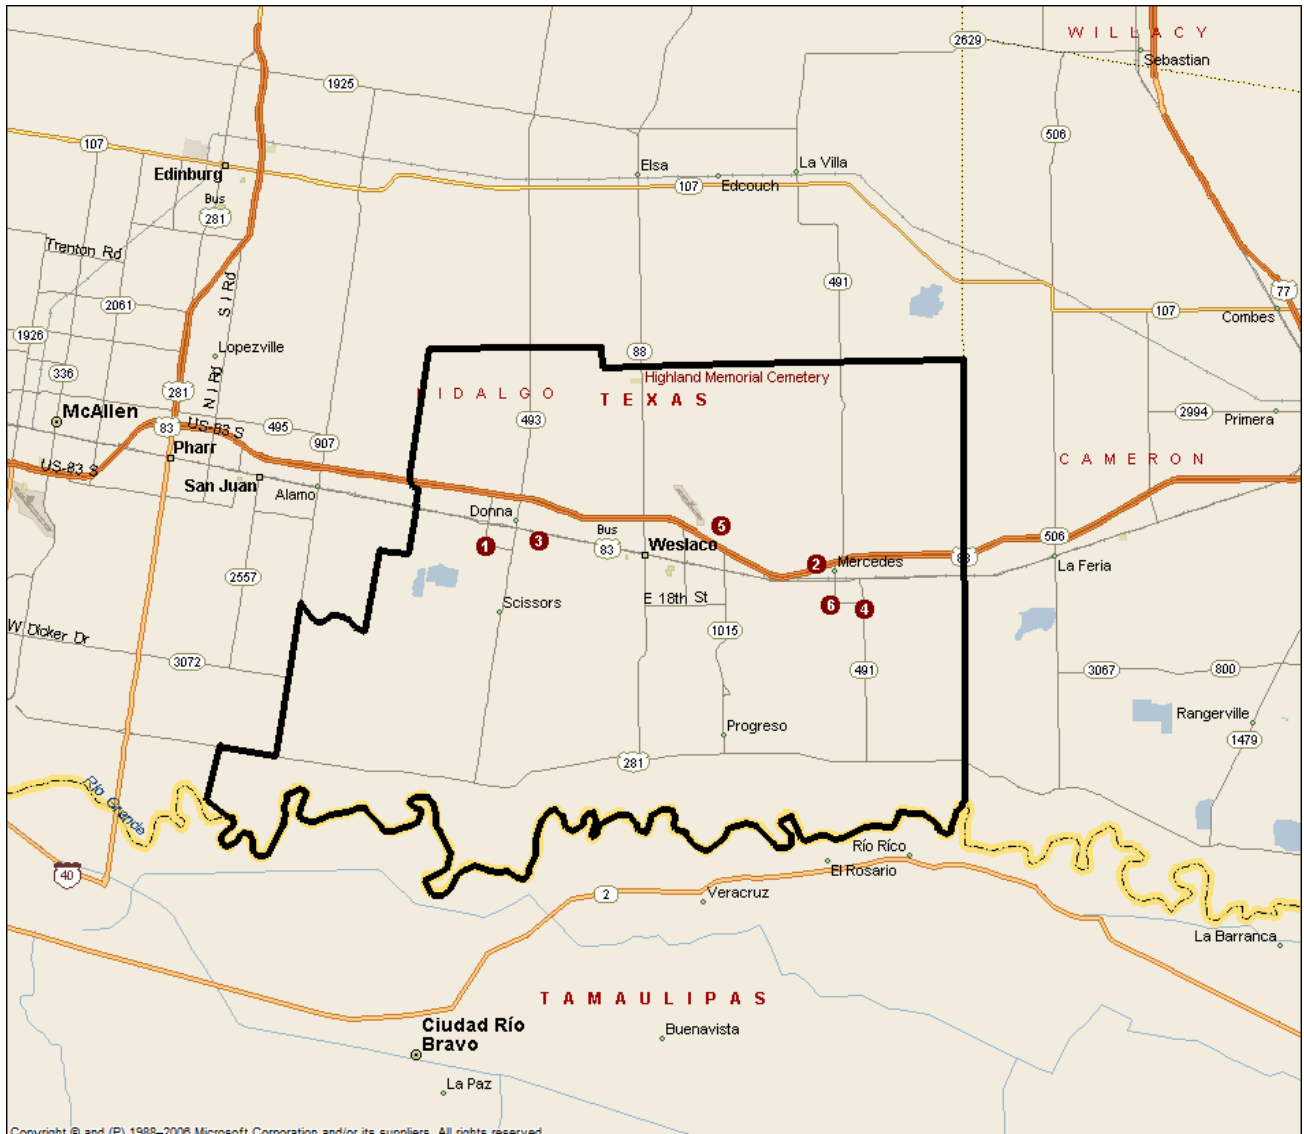 WILLACY
2629
Sebastian
1925
506
107
Edinburg
Elsa
La Villa
107
Edcouch
Bus
281
Trenton Rd
S I Rd
2061
491
77
107
Combes
1926
Lopezville
336
88
281
N I Rd
Highland Memorial Cemetery
HIDALGO
TEXAS
McAllen
2994
Primera
83
US-83 S
495
493
907
Pharr
US-83 S
CAMERON
San Juan
Alamo
Donna
5
Bus
83
Weslaco
1
3
506
83
2
Mercedes
La Feria
2557
Scissors
E 18th St
6
4
W Dicker Dr
1015
3072
491
3067
800
Progreso
Rangerville
1479
281
Río Grande
Río Ríco
El Rosario
40
2
Veracruz
La Barranca
TAMAULIPAS
Ciudad Río
Bravo
Buenavista
La Paz
Copyright © and (P) 1988–2006 Microsoft Corporation and/or its suppliers. All rights reserved.